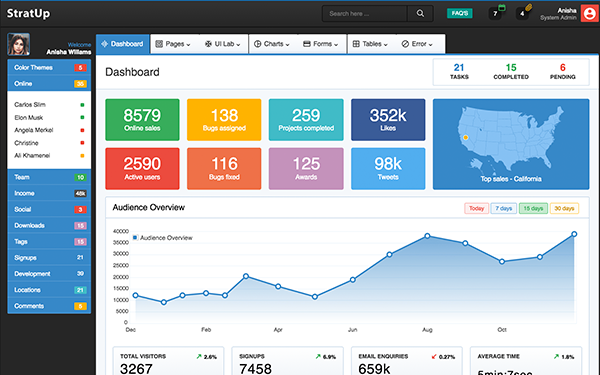 StratUp
Search here ...
FAQ'S
7
4
Anisha
System Admin
Welcome
Anisha Williams
Dashboard
Pages
UI Lab
Charts
Forms
Tables
Error
Color Themes 5
Online
Carlos Slim
Elon Musk
Angela Merkel
Christine
Ali Khamenei
Team 10
Income 48k
Social 3
Downloads 15
Tags 15
Signups 21
Development 39
Locations 21
Comments
Dashboard
21 15 6
TASKS COMPLETED PENDING
8579 138 259 352k
Online sales Bugs assigned Projects completed Likes
2590 116 125 98k
Active users Bugs fixed Awards Tweets
Top sales - California
Audience Overview
Today 7 days 15 days 30 days
Audience Overview
40000
35000
30000
25000
20000
15000
10000
5000
0
Dec Feb Apr Jun Aug Oct
TOTAL VISITORS 2.6% SIGNUPS 6.9% EMAIL ENQUIRIES 0.27% AVERAGE TIME 1.8%
3267 7458 659k 5min:7sec